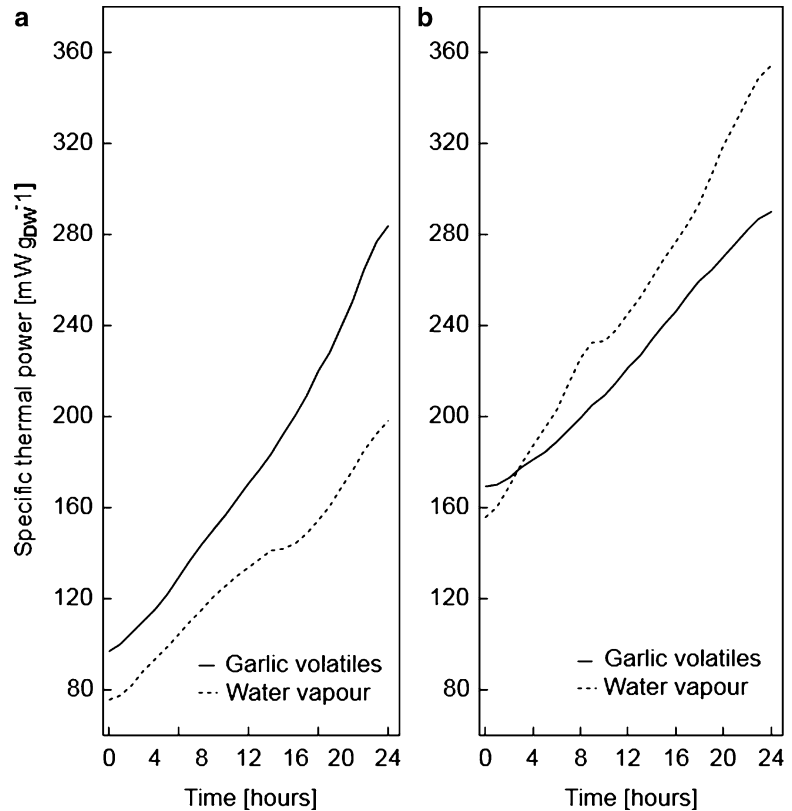 a
b
Specific thermal power [mW gDW-1]
360
320
280
240
200
160
120
80
Garlic volatiles
Water vapour
0 4 8 12 16 20 24
Time [hours]
360
320
280
240
200
160
120
80
Garlic volatiles
Water vapour
0 4 8 12 16 20 24
Time [hours]